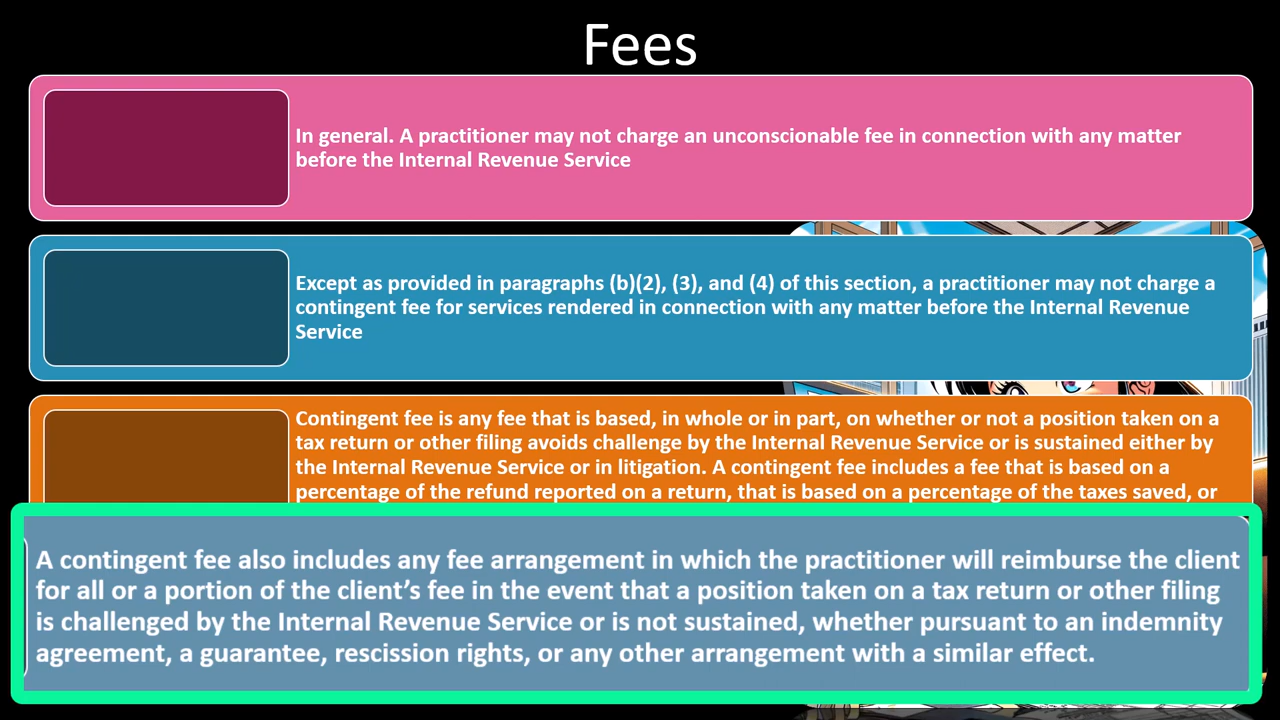 Fees
In general. A practitioner may not charge an unconscionable fee in connection with any matter
before the Internal Revenue Service
Except as provided in paragraphs (b)(2), (3), and (4) of this section, a practitioner may not charge a
contingent fee for services rendered in connection with any matter before the Internal Revenue
Service
Contingent fee is any fee that is based, in whole or in part, on whether or not a position taken on a
tax return or other filing avoids challenge by the Internal Revenue Service or is sustained either by
the Internal Revenue Service or in litigation. A contingent fee includes a fee that is based on a
percentage of the refund reported on a return, that is based on a percentage of the taxes saved, or
A contingent fee also includes any fee arrangement in which the practitioner will reimburse the client
for all or a portion of the client’s fee in the event that a position taken on a tax return or other filing
is challenged by the Internal Revenue Service or is not sustained, whether pursuant to an indemnity
agreement, a guarantee, rescission rights, or any other arrangement with a similar effect.